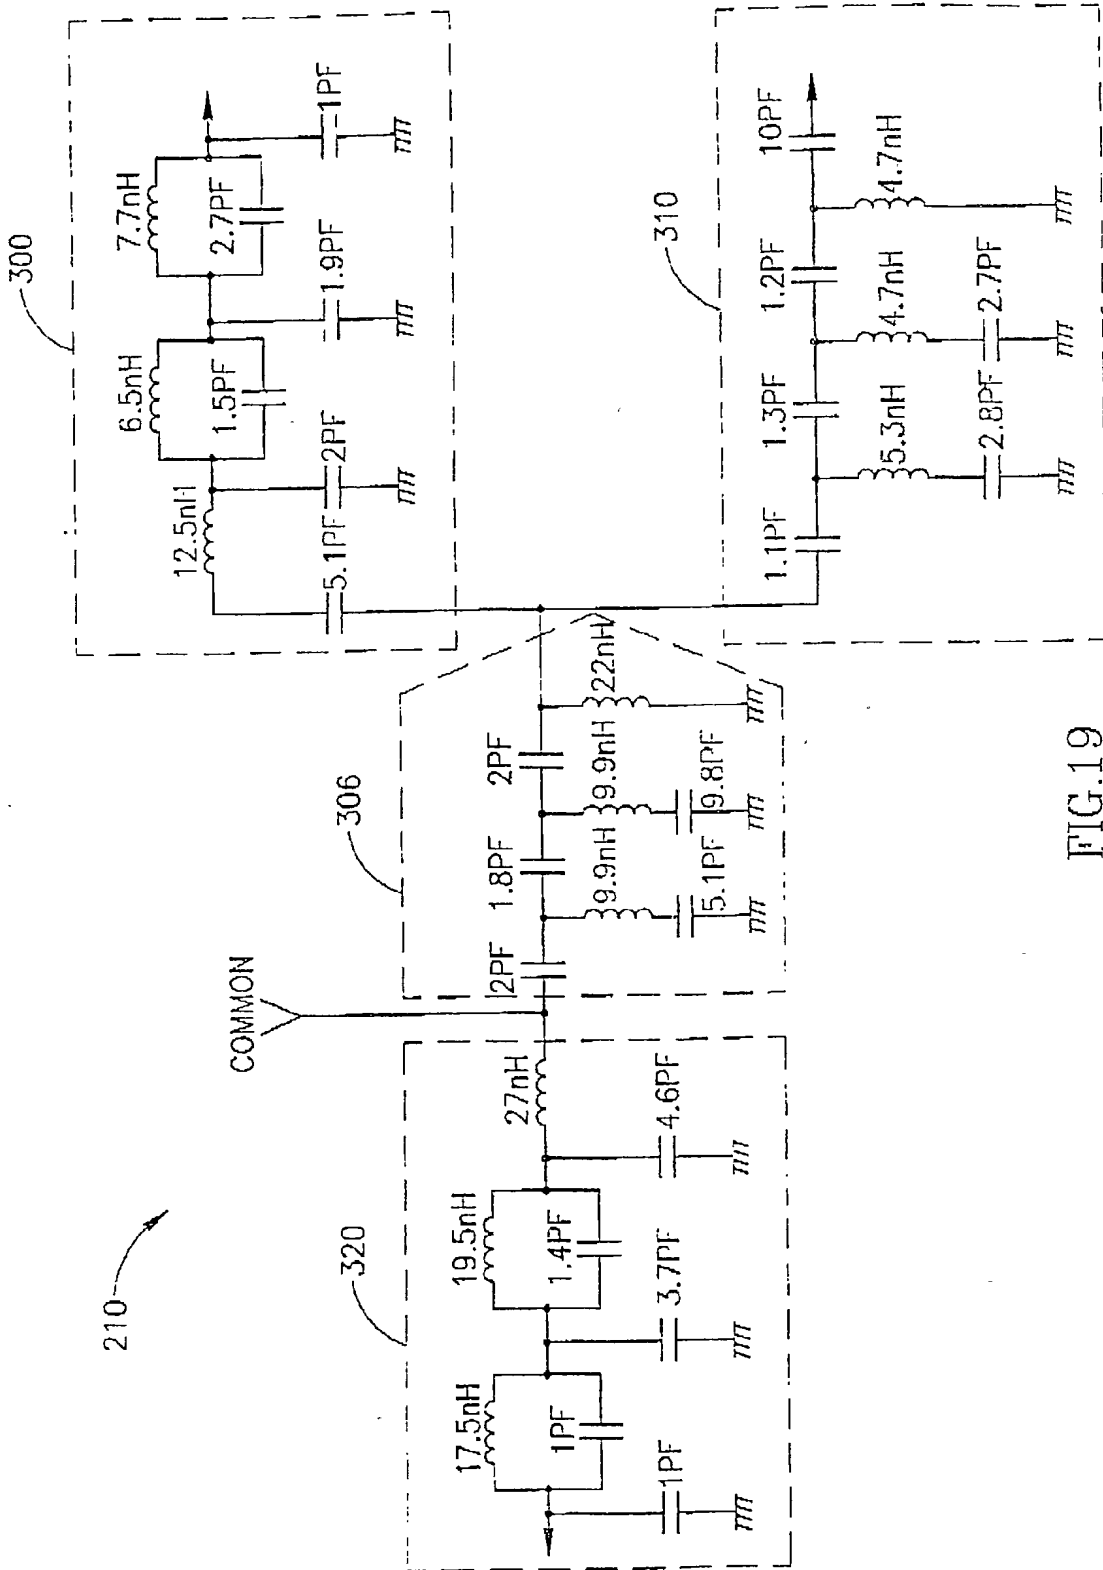 300
7.7nH
2.7PF
1PF
6.5nH
1.5PF
1.9PF
12.5nH
2PF
5.1PF
306
2PF
22nH
1.8PF
9.9nH
9.8PF
2PF
9.9nH
5.1PF
310
10PF
4.7nH
1.2PF
4.7nH
2.7PF
1.3PF
5.3nH
2.8PF
1.1PF
COMMON
210
320
27nH
4.6PF
19.5nH
1.4PF
3.7PF
17.5nH
1PF
1PF
FIG.19